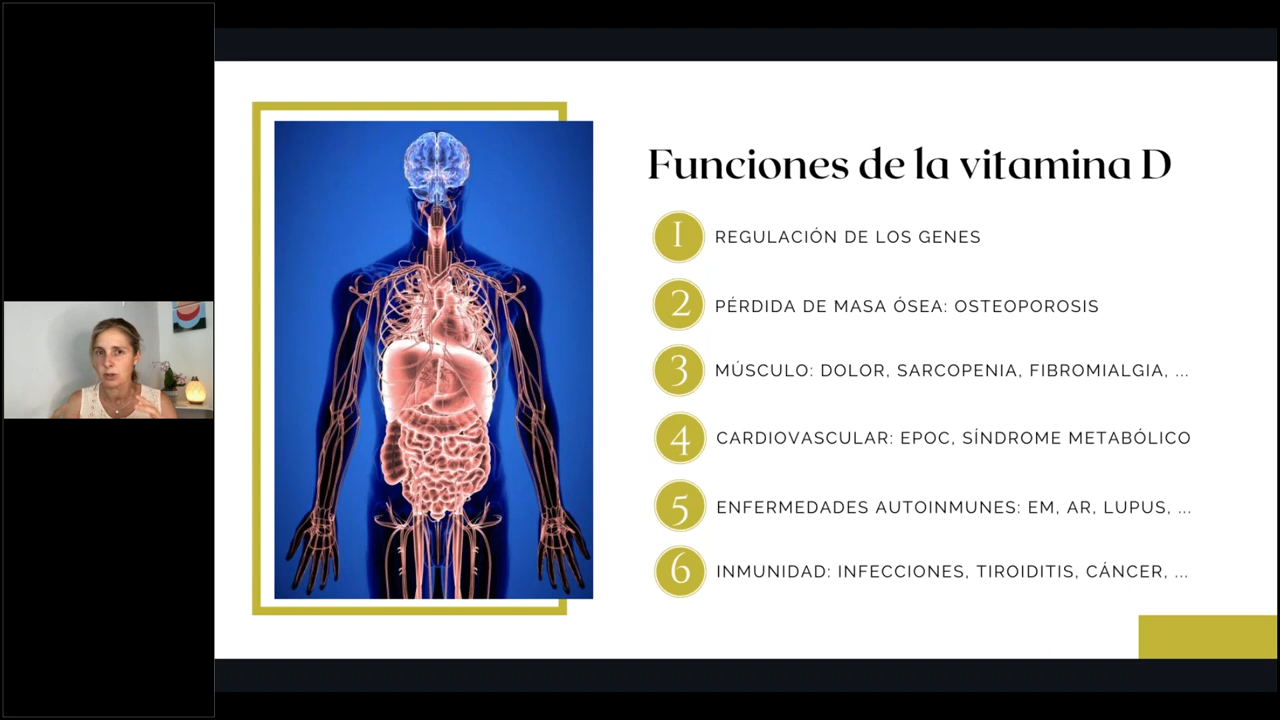 Funciones de la vitamina D
1 REGULACIÓN DE LOS GENES
2 PÉRDIDA DE MASA ÓSEA: OSTEOPOROSIS
3 MÚSCULO: DOLOR, SARCOPENIA, FIBROMIALGIA, ...
4 CARDIOVASCULAR: EPOC, SÍNDROME METABÓLICO
5 ENFERMEDADES AUTOINMUNES: EM, AR, LUPUS, ...
6 INMUNIDAD: INFECCIONES, TIROIDITIS, CÁNCER, ...